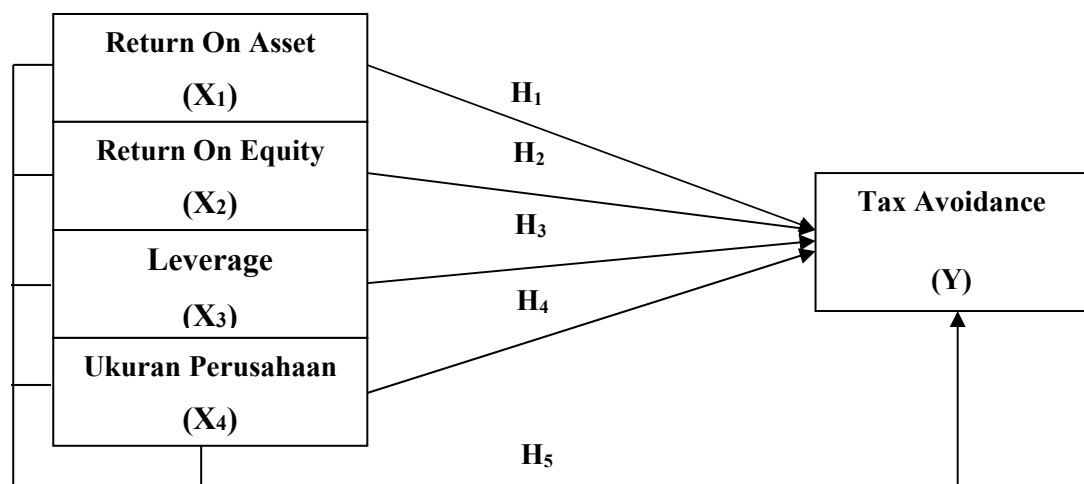 Return On Asset
(X₁)
Return On Equity
(X₂)
Leverage
(X₃)
Ukuran Perusahaan
(X₄)
H₁
H₂
H₃
H₄
H₅
Tax Avoidance
(Y)